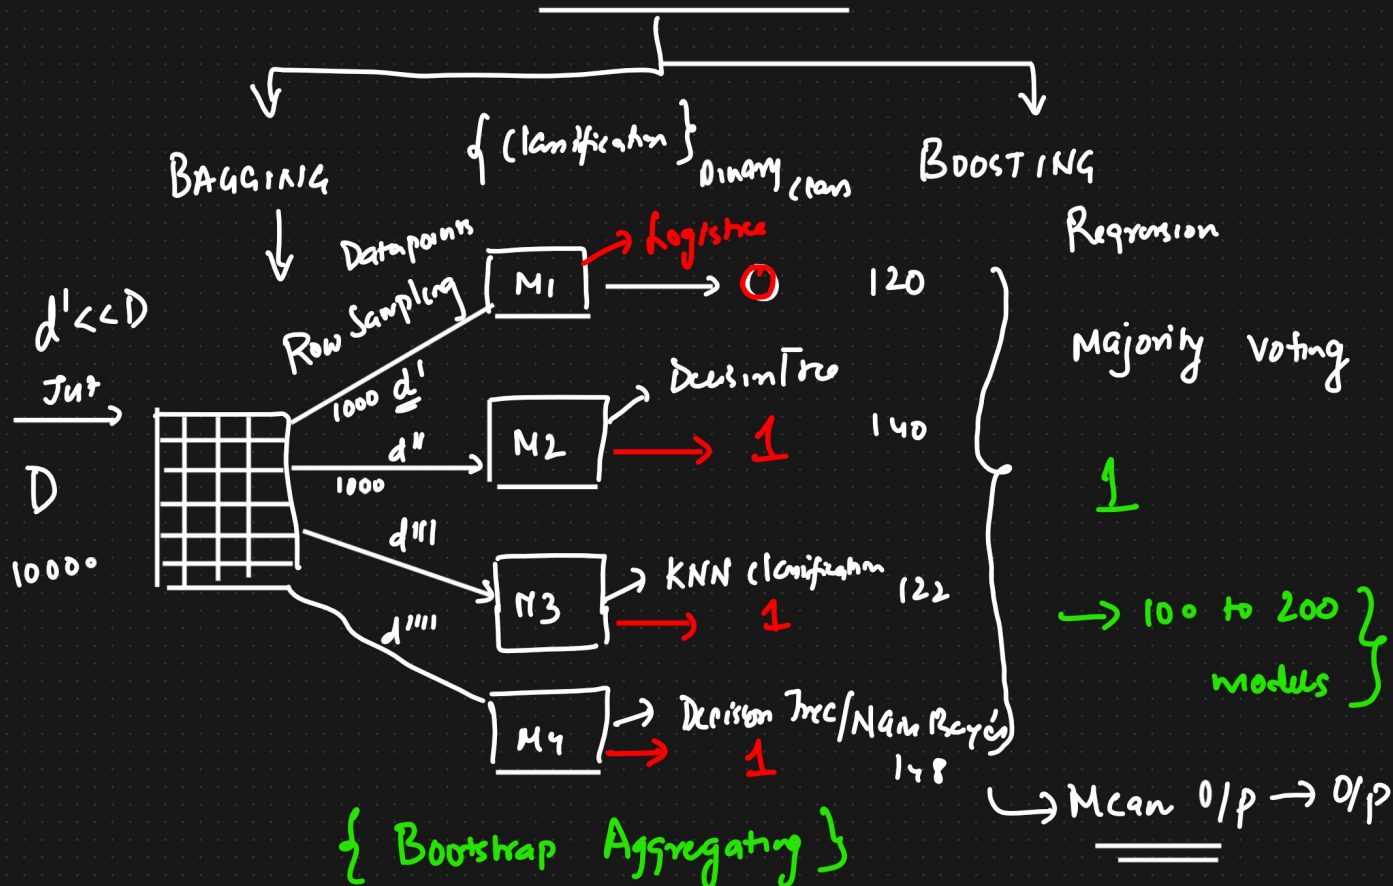 BAGGING
{ Classification } Binary class
BOOSTING
Datapoints
Row Sampling
d' << D
D
10000
1000 d'
d''
1000
d'''
d''''
M1
Logistic
0
120
M2
Decision Tree
1
140
M3
KNN Classification
1
122
M4
Decision Tree/Naive Bayes
1
148
Regression
Majority Voting
1
→ 100 to 200
models
→ Mean O/p → O/p
{ Bootstrap Aggregating }